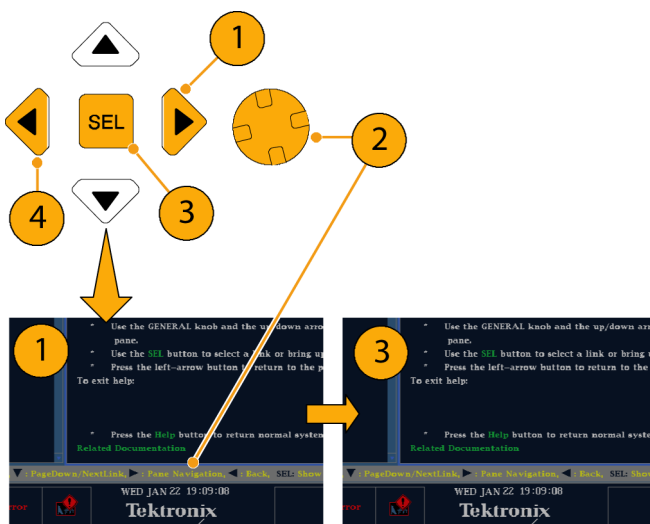 1
SEL
2
4
3
1
" Use the GENERAL knob and the up/down arro
pane.
" Use the SEL button to select a link or bring up
" Press the left-arrow button to return to the p
To exit help:
" Press the Help button to return normal system
Related Documentation
▼: PageDown/NextLink, ▶: Pane Navigation, ◀: Back, SEL: Show
rror
WED JAN 22 19:09:08
Tektronix
3
" Use the GENERAL knob and the up/down arr
pane.
" Use the SEL button to select a link or bring u
" Press the left-arrow button to return to the
To exit help:
" Press the Help button to return normal syste
Related Documentation
▼: PageDown/NextLink, ▶: Pane Navigation, ◀: Back, SEL: Show
rror
WED JAN 22 19:09:08
Tektronix